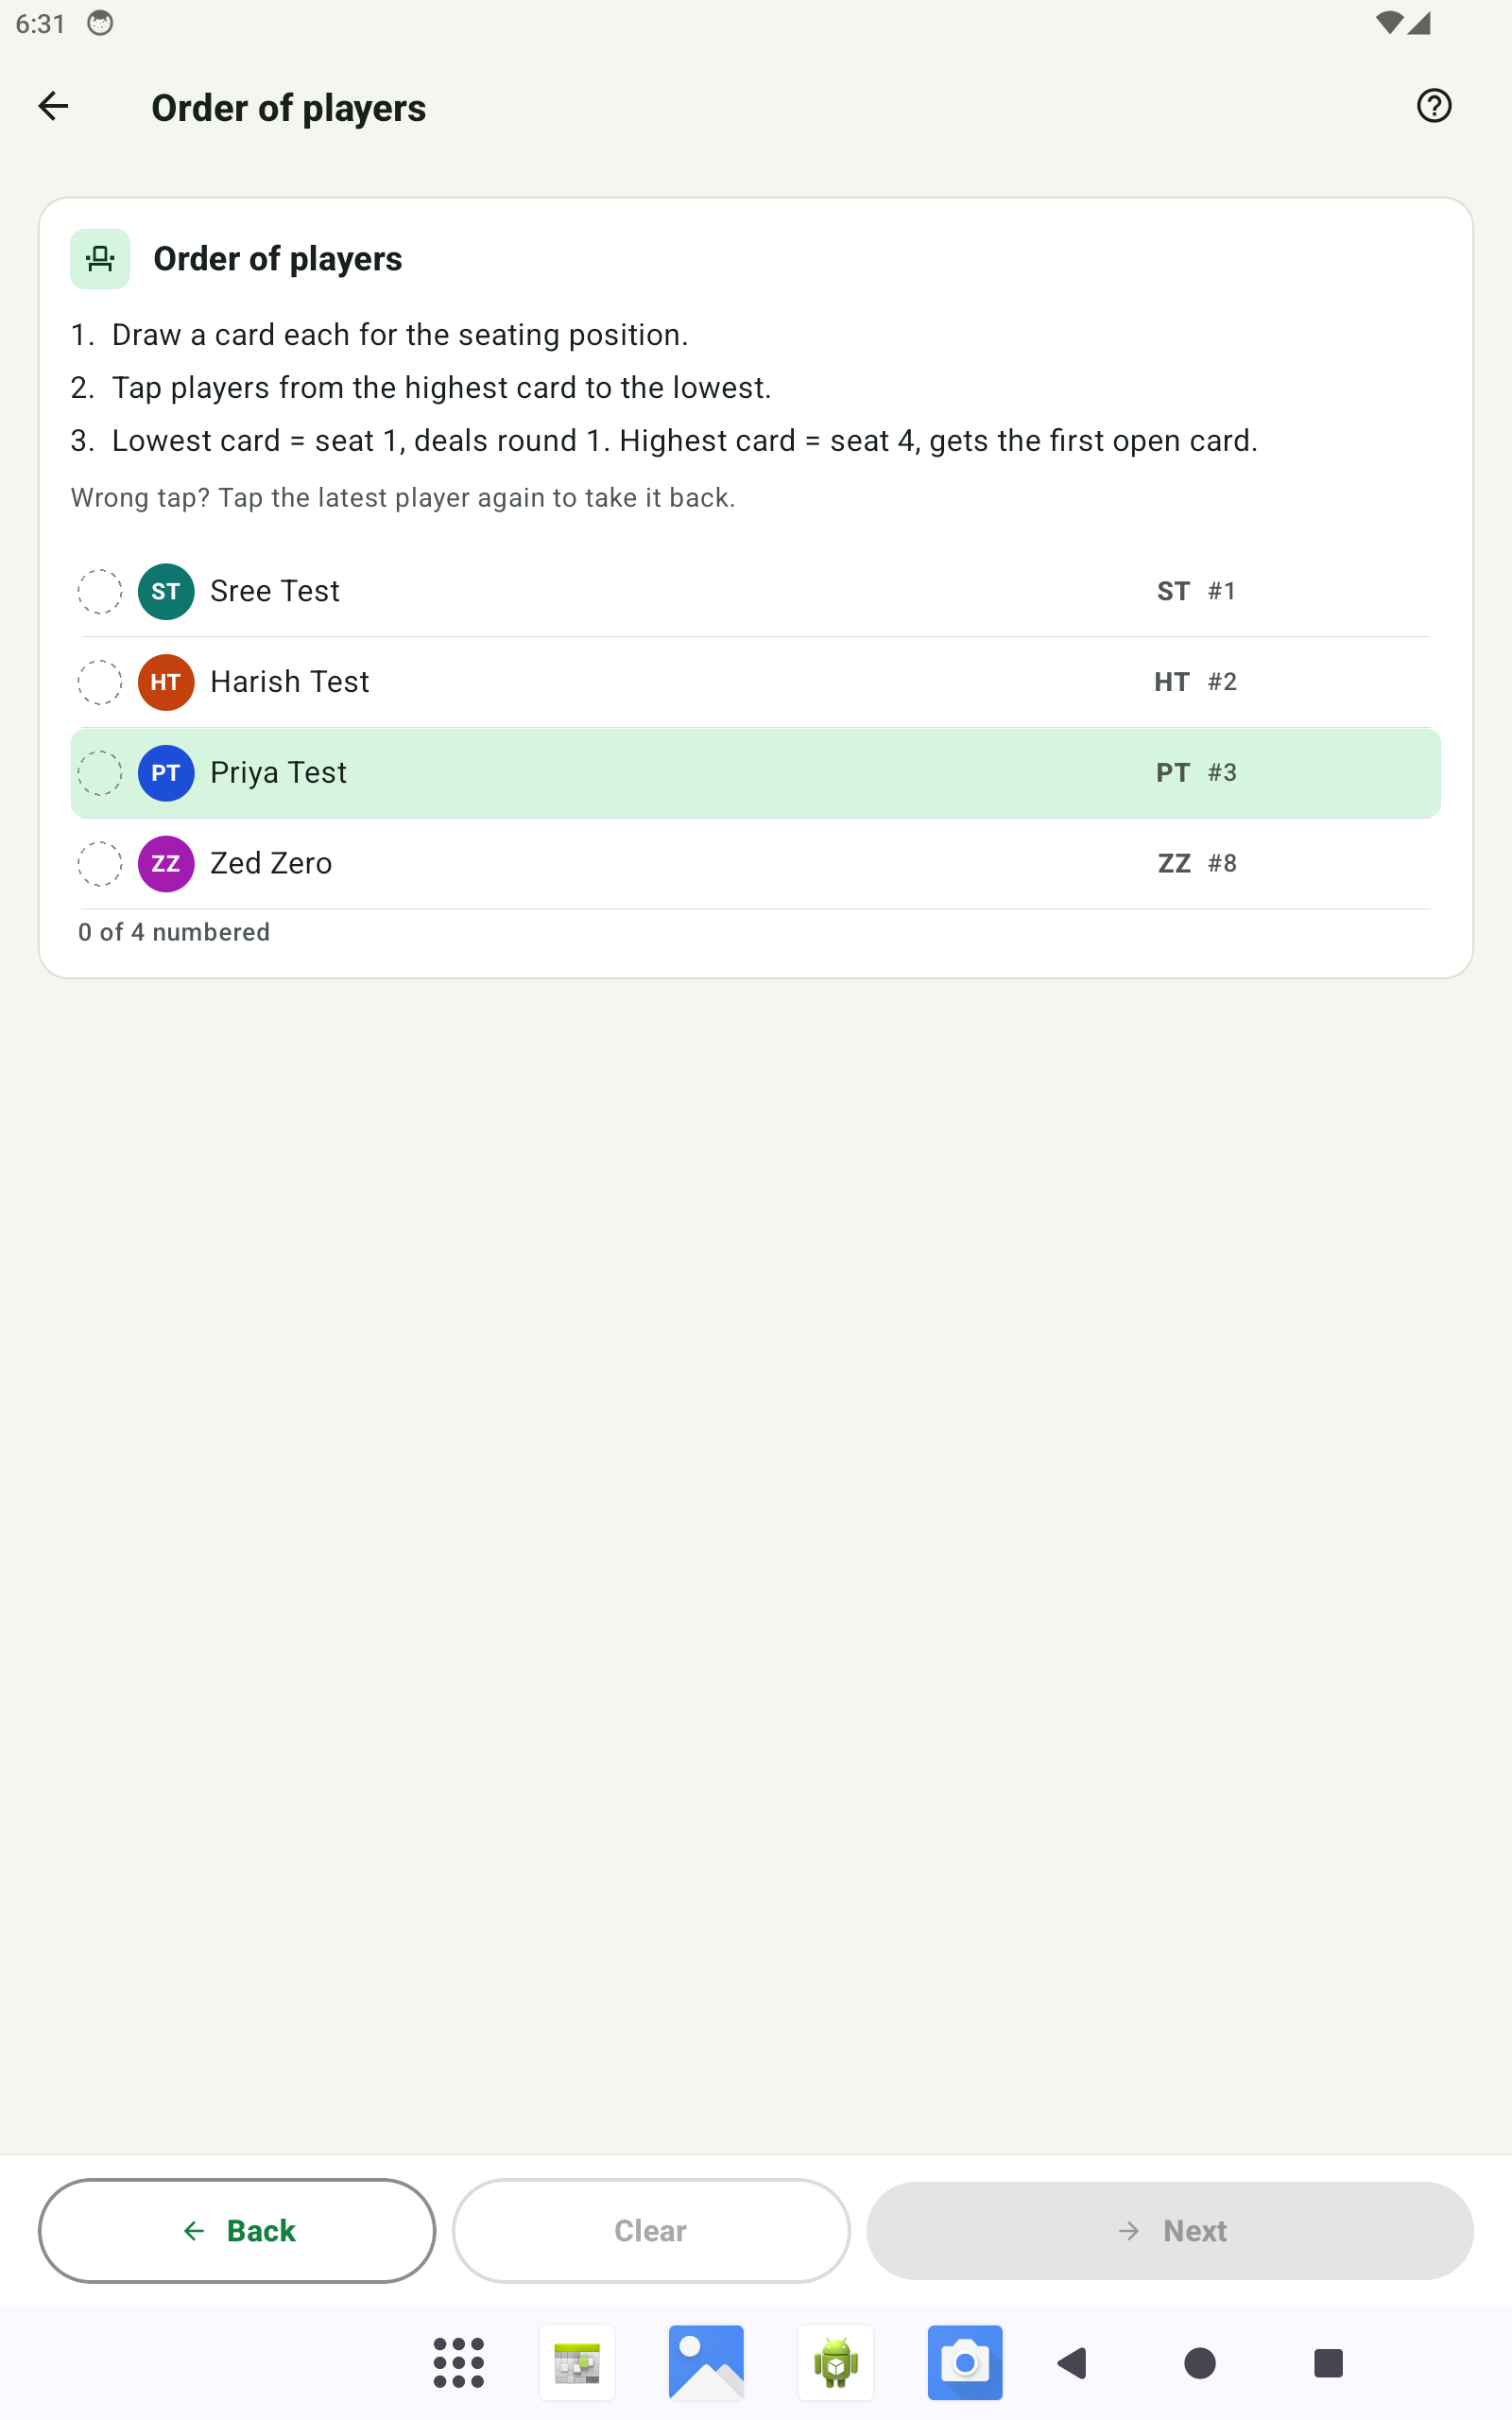 6:31
Order of players
Order of players
1. Draw a card each for the seating position.
2. Tap players from the highest card to the lowest.
3. Lowest card = seat 1, deals round 1. Highest card = seat 4, gets the first open card.
Wrong tap? Tap the latest player again to take it back.
ST Sree Test ST #1
HT Harish Test HT #2
PT Priya Test PT #3
ZZ Zed Zero ZZ #8
0 of 4 numbered
Back Clear Next